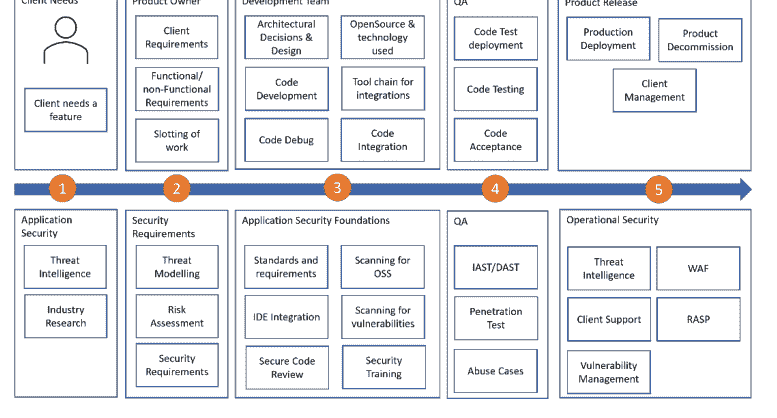 Client Needs
Client needs a
feature
Product Owner
Client
Requirements
Functional/
non-Functional
Requirements
Slotting of
work
Development Team
Architectural
Decisions &
Design
OpenSource &
technology
used
Code
Development
Tool chain for
integrations
Code Debug
Code
Integration
QA
Code Test
deployment
Code Testing
Code
Acceptance
Product Release
Production
Deployment
Product
Decommission
Client
Management
1
2
3
4
5
Application
Security
Threat
Intelligence
Industry
Research
Security
Requirements
Threat
Modelling
Risk
Assessment
Security
Requirements
Application Security Foundations
Standards and
requirements
Scanning for
OSS
IDE Integration
Scanning for
vulnerabilities
Secure Code
Review
Security
Training
QA
IAST/DAST
Penetration
Test
Abuse Cases
Operational Security
Threat
Intelligence
WAF
Client Support
RASP
Vulnerability
Management